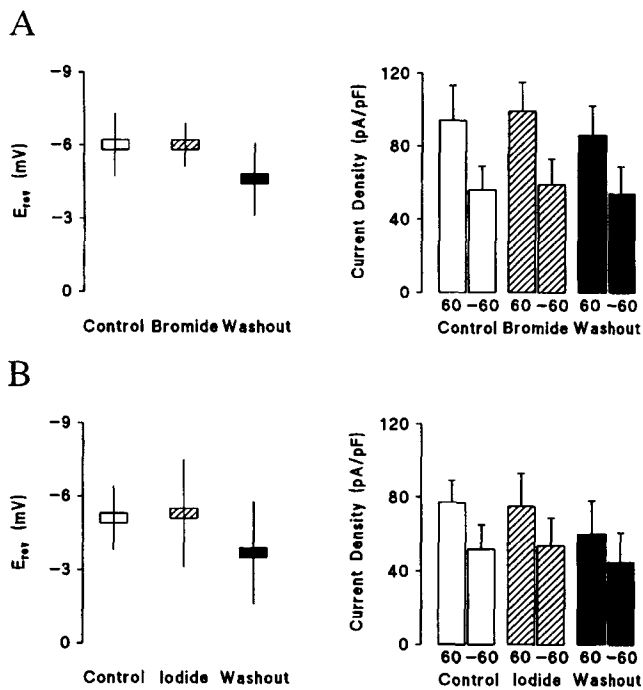 A
−9
−6
−3
0
E_rev (mV)
Control Bromide Washout
120
80
40
0
Current Density (pA/pF)
60 −60 60 −60 60 −60
Control Bromide Washout
B
−9
−6
−3
0
E_rev (mV)
Control Iodide Washout
120
80
40
0
Current Density (pA/pF)
60 −60 60 −60 60 −60
Control Iodide Washout